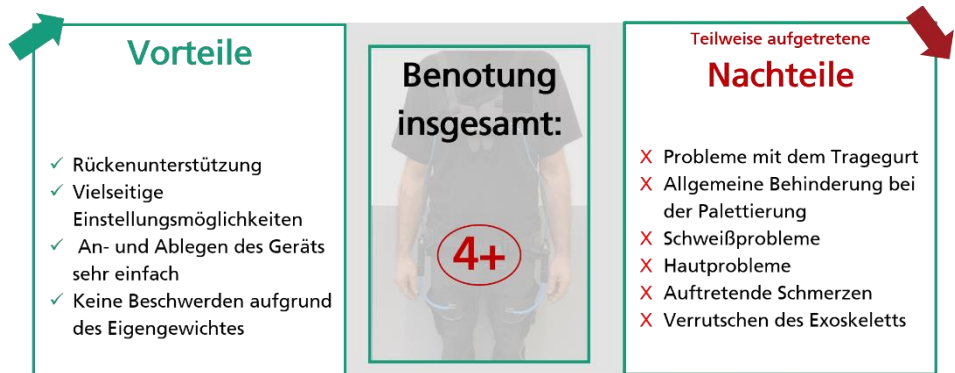 Vorteile
✓ Rückenunterstützung
✓ Vielseitige
Einstellungsmöglichkeiten
✓ An- und Ablegen des Geräts
sehr einfach
✓ Keine Beschwerden aufgrund
des Eigengewichtes
Benotung
insgesamt:
4+
Teilweise aufgetretene
Nachteile
X Probleme mit dem Tragegurt
X Allgemeine Behinderung bei
der Palettierung
X Schweißprobleme
X Hautprobleme
X Auftretende Schmerzen
X Verrutschen des Exoskeletts